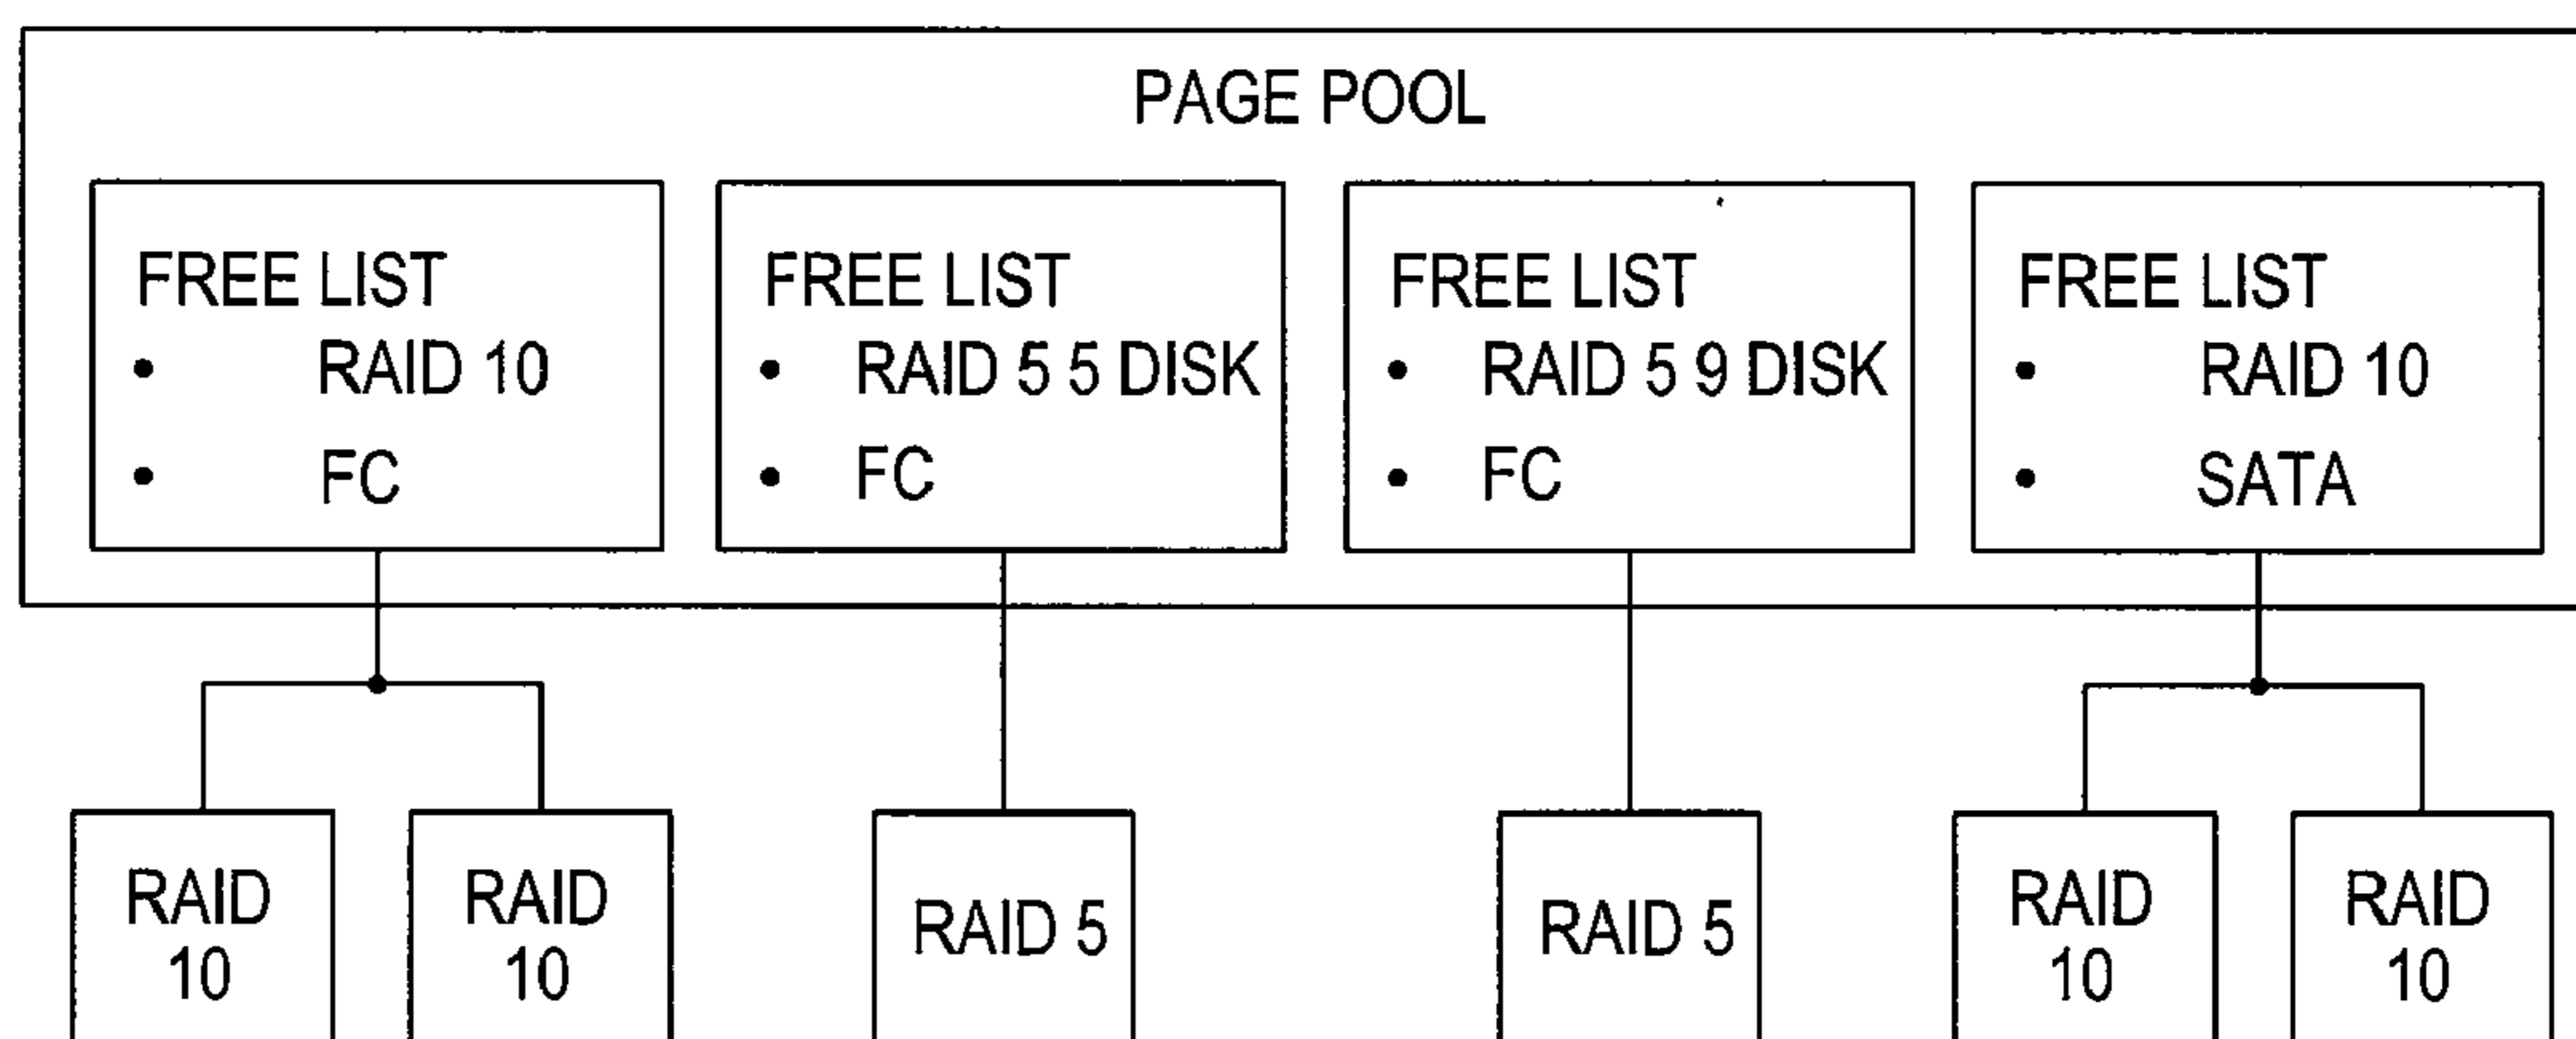 PAGE POOL
FREE LIST
• RAID 10
• FC
FREE LIST
• RAID 5 5 DISK
• FC
FREE LIST
• RAID 5 9 DISK
• FC
FREE LIST
• RAID 10
• SATA
RAID
10
RAID
10
RAID 5
RAID 5
RAID
10
RAID
10